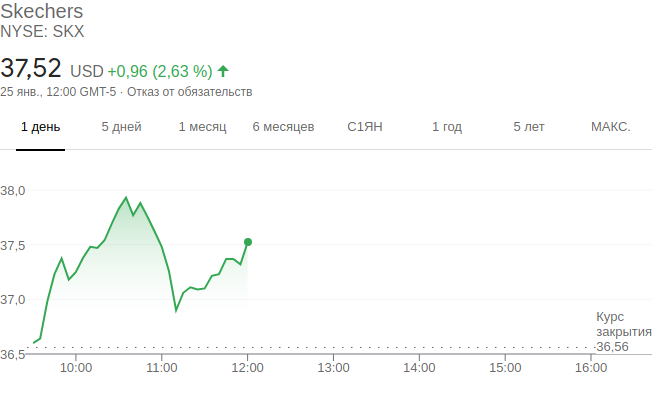 Skechers
NYSE: SKX
37,52 USD +0,96 (2,63 %)
25 янв., 12:00 GMT-5 · Отказ от обязательств
1 день 5 дней 1 месяц 6 месяцев С1ЯН 1 год 5 лет МАКС.
38,0
37,5
37,0
Курс
закрытия
36,56
36,5
10:00 11:00 12:00 13:00 14:00 15:00 16:00